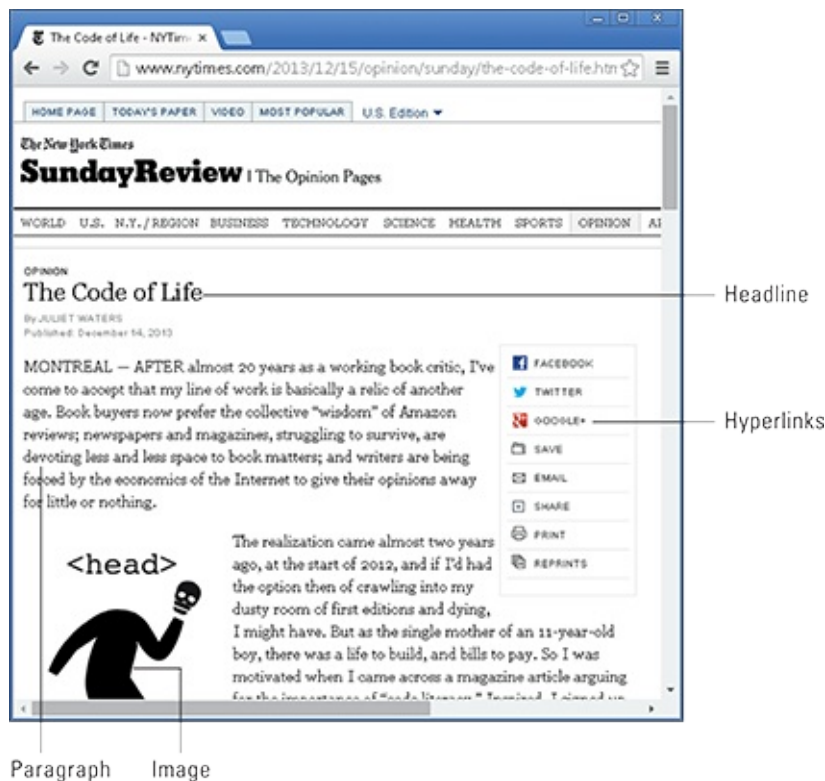 The Code of Life - NYTim
www.nytimes.com/2013/12/15/opinion/sunday/the-code-of-life.htm
HOME PAGE TODAY'S PAPER VIDEO MOST POPULAR U.S. Edition
The New York Times
SundayReview | The Opinion Pages
WORLD U.S. N.Y./REGION BUSINESS TECHNOLOGY SCIENCE HEALTH SPORTS OPINION
OPINION
The Code of Life
Headline
By JULIET WATERS
Published: December 14, 2013
MONTREAL — AFTER almost 20 years as a working book critic, I've
come to accept that my line of work is basically a relic of another
age. Book buyers now prefer the collective "wisdom" of Amazon
reviews; newspapers and magazines, struggling to survive, are
devoting less and less space to book matters; and writers are being
forced by the economics of the Internet to give their opinions away
for little or nothing.
FACEBOOK
TWITTER
GOOGLE+
Hyperlinks
SAVE
EMAIL
SHARE
PRINT
REPRINTS
<head>
The realization came almost two years
ago, at the start of 2012, and if I'd had
the option then of crawling into my
dusty room of first editions and dying,
I might have. But as the single mother of an 11-year-old
boy, there was a life to build, and bills to pay. So I was
motivated when I came across a magazine article arguing
for the importance of "code literacy." Inspired, I signed up
Paragraph Image